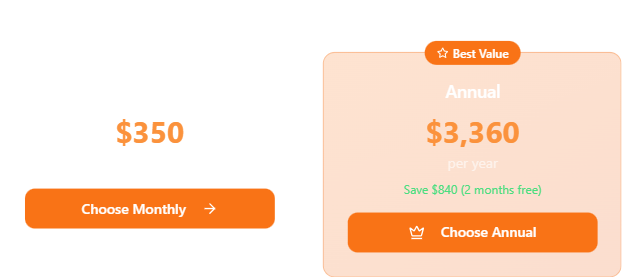 $350
Choose Monthly
Best Value
Annual
$3,360
per year
Save $840 (2 months free)
Choose Annual